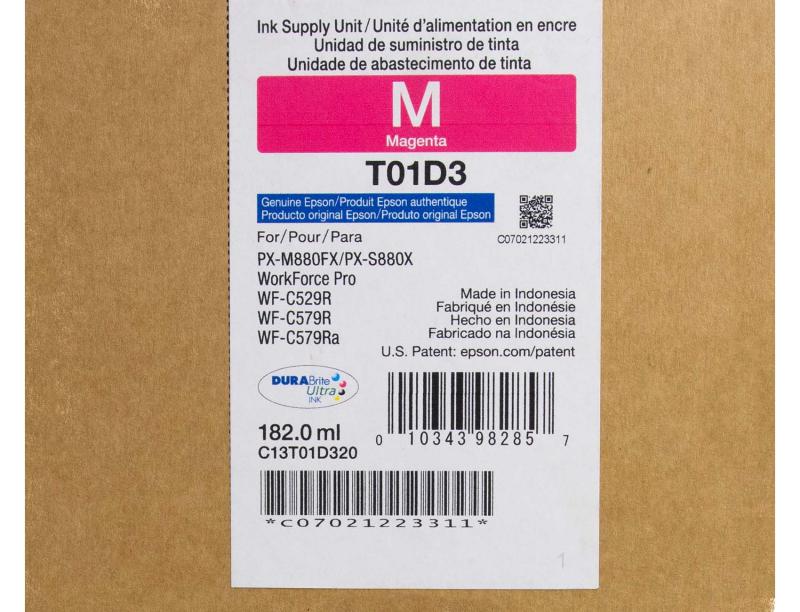 Ink Supply Unit/Unité d'alimentation en encre
Unidad de suministro de tinta
Unidade de abastecimento de tinta
M
Magenta
T01D3
Genuine Epson/Produit Epson authentique
Producto original Epson/Produto original Epson
C07021223311
For/Pour/Para
PX-M880FX/PX-S880X
WorkForce Pro
WF-C529R
WF-C579R
WF-C579Ra
Made in Indonesia
Fabriqué en Indonésie
Hecho en Indonesia
Fabricado na Indonésia
U.S. Patent: epson.com/patent
DURABrite
Ultra
INK
182.0 ml
C13T01D320
0 10343 98285 7
*C07021223311*
1